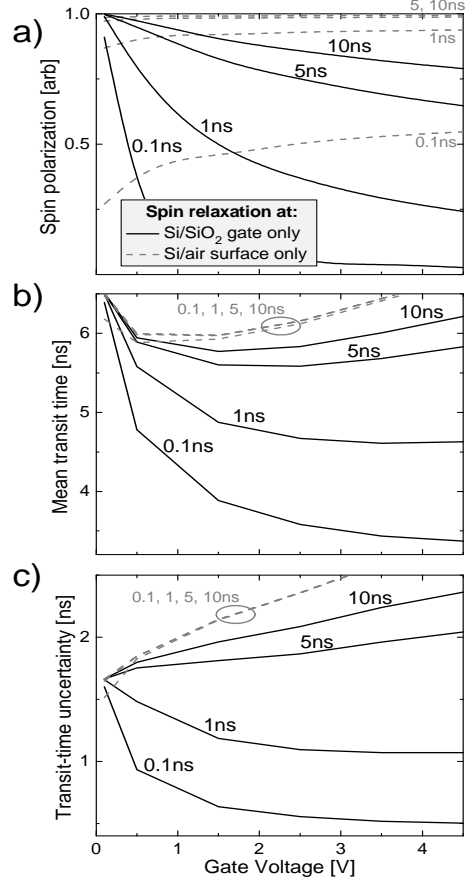 a)
Spin polarization [arb]
1.0
0.5
5, 10ns
1ns
10ns
5ns
1ns
0.1ns
0.1ns
Spin relaxation at:
Si/SiO₂ gate only
Si/air surface only
b)
Mean transit time [ns]
6
5
4
0.1, 1, 5, 10ns
10ns
5ns
1ns
0.1ns
c)
Transit-time uncertainty [ns]
2
1
0.1, 1, 5, 10ns
10ns
5ns
1ns
0.1ns
0 1 2 3 4
Gate Voltage [V]